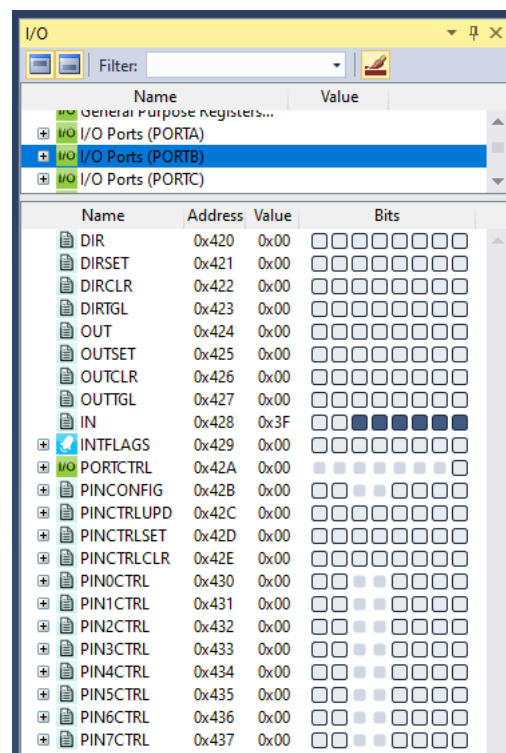 I/O
Filter:
Name Value
I/O General Purpose Registers...
I/O I/O Ports (PORTA)
I/O I/O Ports (PORTB)
I/O I/O Ports (PORTC)
Name Address Value Bits
DIR 0x420 0x00
DIRSET 0x421 0x00
DIRCLR 0x422 0x00
DIRTGL 0x423 0x00
OUT 0x424 0x00
OUTSET 0x425 0x00
OUTCLR 0x426 0x00
OUTTGL 0x427 0x00
IN 0x428 0x3F
INTFLAGS 0x429 0x00
I/O PORTCTRL 0x42A 0x00
PINCONFIG 0x42B 0x00
PINCTRLUPD 0x42C 0x00
PINCTRLSET 0x42D 0x00
PINCTRLCLR 0x42E 0x00
PIN0CTRL 0x430 0x00
PIN1CTRL 0x431 0x00
PIN2CTRL 0x432 0x00
PIN3CTRL 0x433 0x00
PIN4CTRL 0x434 0x00
PIN5CTRL 0x435 0x00
PIN6CTRL 0x436 0x00
PIN7CTRL 0x437 0x00